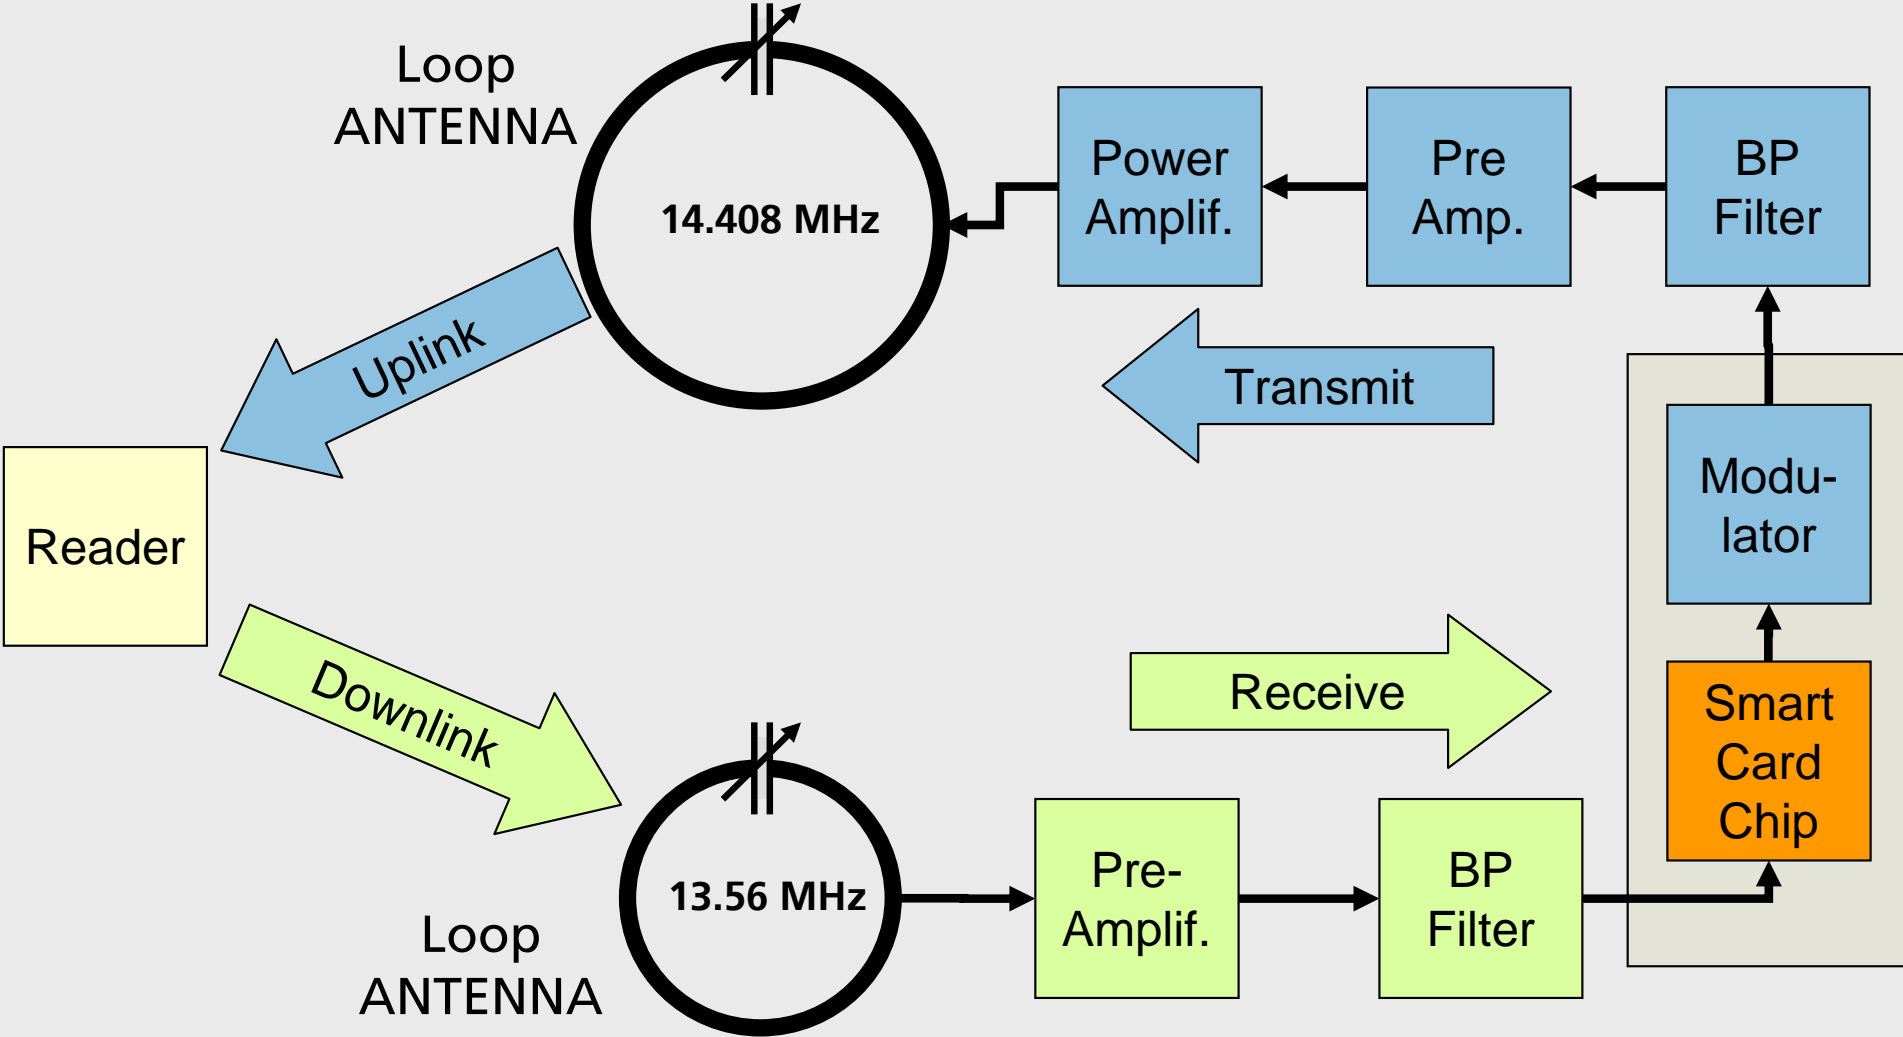 Loop
ANTENNA
14.408 MHz
Power
Amplif.
Pre
Amp.
BP
Filter
Uplink
Transmit
Modu-
lator
Reader
Downlink
Receive
Smart
Card
Chip
13.56 MHz
Pre-
Amplif.
BP
Filter
Loop
ANTENNA